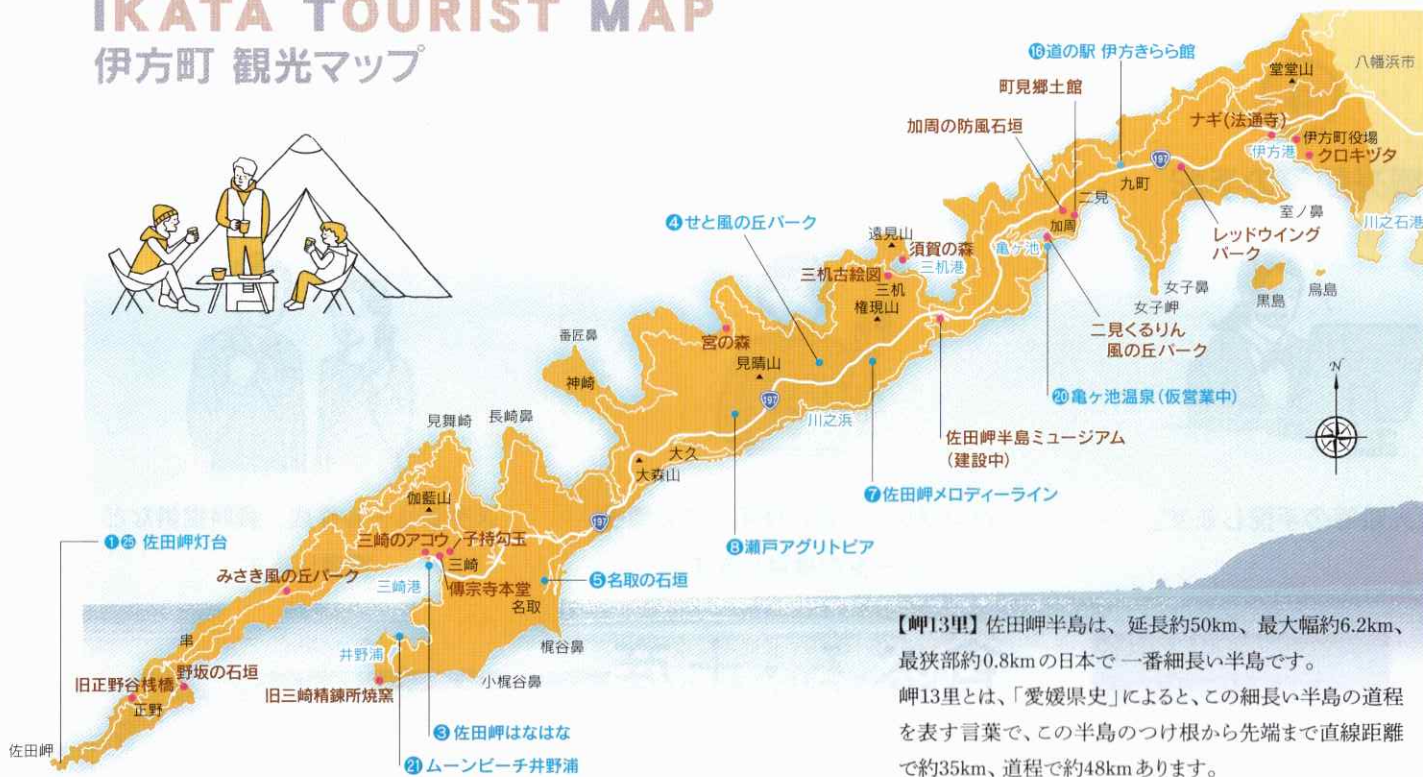 IKATA TOURIST MAP
伊方町 観光マップ
⑯道の駅 伊方きらら館
町見郷土館
加周の防風石垣
堂堂山
八幡浜市
ナギ(法通寺)
伊方町役場
伊方港
クロキヅタ
197
九町
二見
加周
亀ヶ池
室ノ鼻
川之石港
レッドウイング
パーク
女子鼻
女子岬
黒島
鳥島
二見くるりん
風の丘パーク
⑳亀ヶ池温泉(仮営業中)
④せと風の丘パーク
遠見山
須賀の森
三机港
三机古絵図
三机
権現山
宮の森
見晴山
番匠鼻
神崎
197
川之浜
佐田岬半島ミュージアム
(建設中)
⑦佐田岬メロディーライン
大久
大森山
⑧瀬戸アグリトピア
見舞崎
長崎鼻
伽藍山
197
①㉕ 佐田岬灯台
三崎のアコウ
子持勾玉
三崎
みさき風の丘パーク
三崎港
傳宗寺本堂
⑤名取の石垣
名取
串
井野浦
梶谷鼻
野坂の石垣
旧正野谷桟橋
旧三崎精錬所焼窯
小梶谷鼻
正野
佐田岬
③佐田岬はなはな
㉑ムーンビーチ井野浦
N
【岬13里】佐田岬半島は、延長約50km、最大幅約6.2km、
最狭部約0.8kmの日本で一番細長い半島です。
岬13里とは、「愛媛県史」によると、この細長い半島の道程
を表す言葉で、この半島のつけ根から先端まで直線距離
で約35km、道程で約48kmあります。